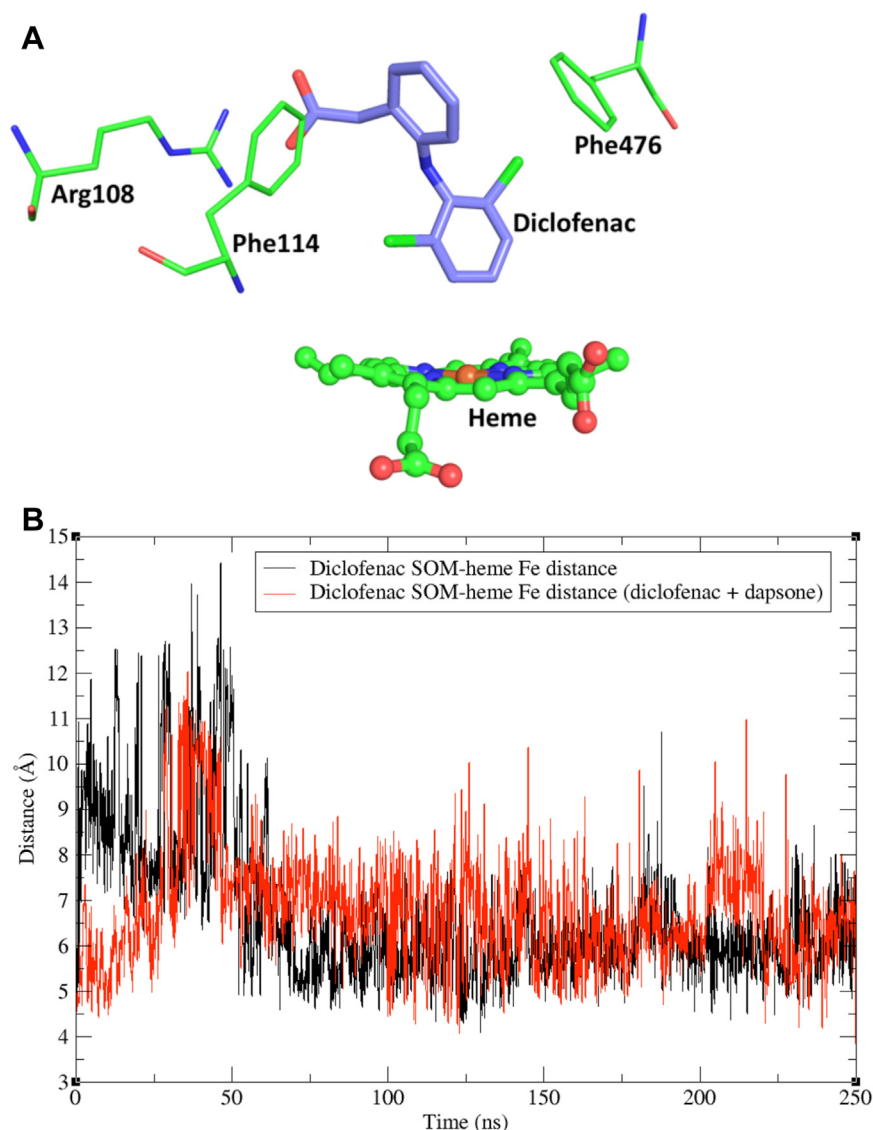 A
Arg108
Phe114
Phe476
Diclofenac
Heme
B
Diclofenac SOM-heme Fe distance
Diclofenac SOM-heme Fe distance (diclofenac + dapsone)
Distance (Å)
15
14
13
12
11
10
9
8
7
6
5
4
3
0
50
100
150
200
250
Time (ns)